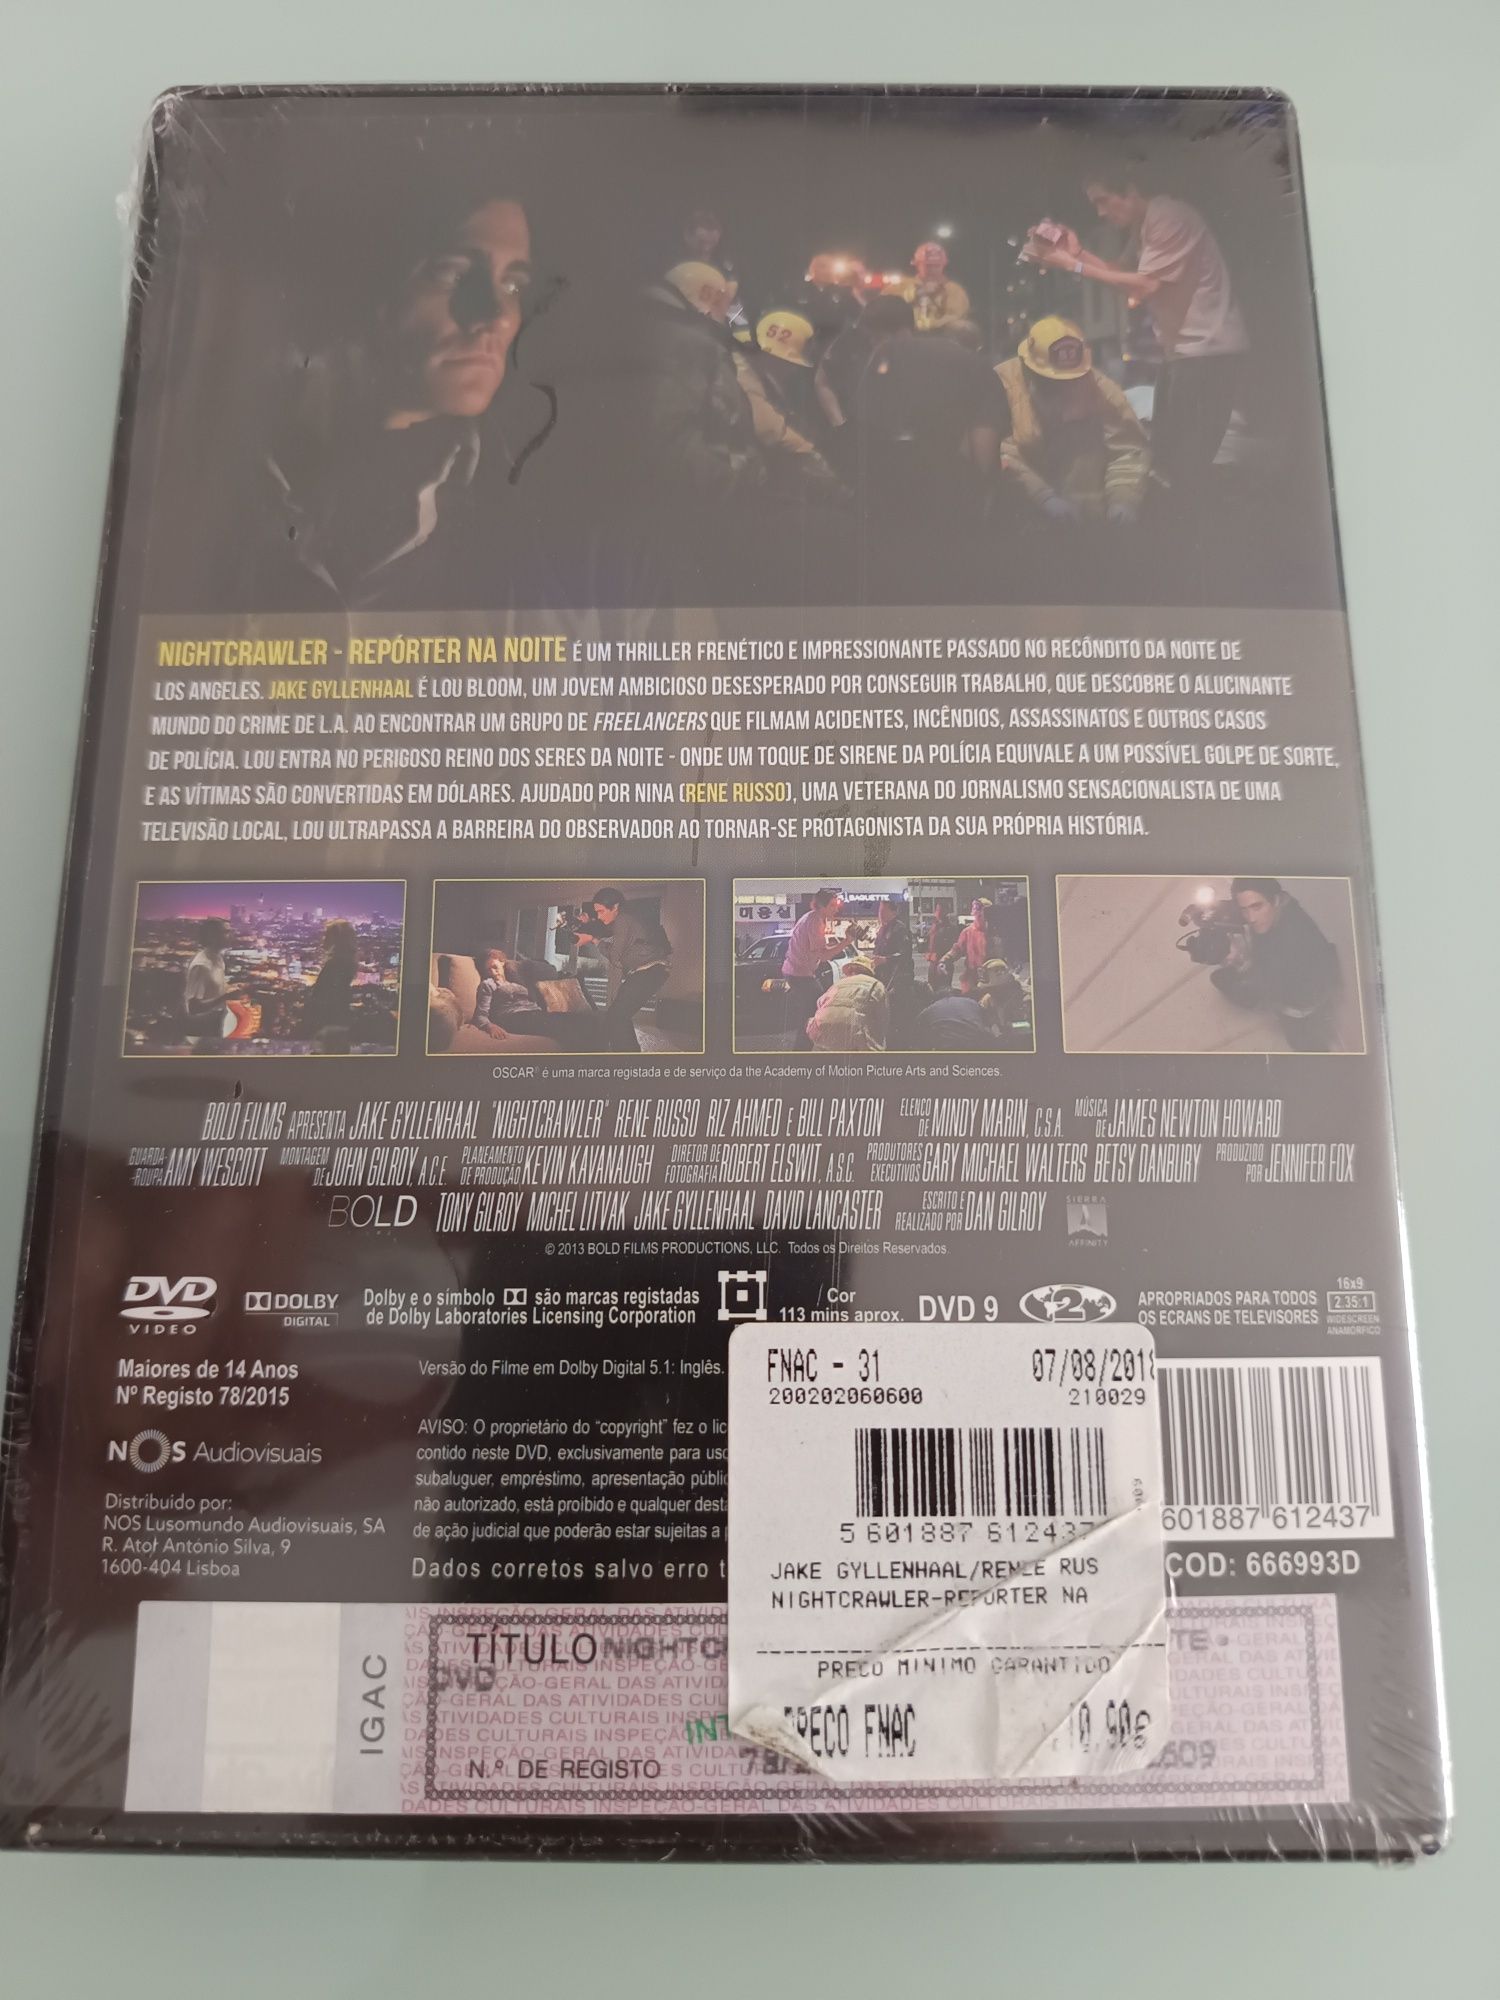 NIGHTCRAWLER - REPÓRTER NA NOITE É UM THRILLER FRENÉTICO E IMPRESSIONANTE PASSADO NO RECÔNDITO DA NOITE DE
LOS ANGELES. JAKE GYLLENHAAL É LOU BLOOM, UM JOVEM AMBICIOSO DESESPERADO POR CONSEGUIR TRABALHO, QUE DESCOBRE O ALUCINANTE
MUNDO DO CRIME DE L.A. AO ENCONTRAR UM GRUPO DE FREELANCERS QUE FILMAM ACIDENTES, INCÊNDIOS, ASSASSINATOS E OUTROS CASOS
DE POLÍCIA. LOU ENTRA NO PERIGOSO REINO DOS SERES DA NOITE - ONDE UM TOQUE DE SIRENE DA POLÍCIA EQUIVALE A UM POSSÍVEL GOLPE DE SORTE,
E AS VÍTIMAS SÃO CONVERTIDAS EM DÓLARES. AJUDADO POR NINA (RENE RUSSO), UMA VETERANA DO JORNALISMO SENSACIONALISTA DE UMA
TELEVISÃO LOCAL, LOU ULTRAPASSA A BARREIRA DO OBSERVADOR AO TORNAR-SE PROTAGONISTA DA SUA PRÓPRIA HISTÓRIA.
BAGUETTE
미용실
OSCAR® é uma marca registada e de serviço da the Academy of Motion Picture Arts and Sciences.
BOLD FILMS APRESENTA JAKE GYLLENHAAL "NIGHTCRAWLER" RENE RUSSO RIZ AHMED E BILL PAXTON ELENCO DE MINDY MARIN, C.S.A. MÚSICA DE JAMES NEWTON HOWARD
GUARDA-ROUPA AMY WESCOTT MONTAGEM DE JOHN GILROY, A.C.E. PLANEAMENTO DE PRODUÇÃO KEVIN KAVANAUGH DIRETOR DE FOTOGRAFIA ROBERT ELSWIT, A.S.C. PRODUTORES EXECUTIVOS GARY MICHAEL WALTERS BETSY DANBURY PRODUZIDO POR JENNIFER FOX
BOLD TONY GILROY MICHEL LITVAK JAKE GYLLENHAAL DAVID LANCASTER ESCRITO E REALIZADO POR DAN GILROY SIERRA AFFINITY
© 2013 BOLD FILMS PRODUCTIONS, LLC. Todos os Direitos Reservados.
DVD VIDEO
DOLBY DIGITAL
Dolby e o símbolo são marcas registadas
de Dolby Laboratories Licensing Corporation
Cor
113 mins aprox.
DVD 9
2
APROPRIADOS PARA TODOS
OS ECRANS DE TELEVISORES
16x9
2.35:1
WIDESCREEN
ANAMORFICO
Maiores de 14 Anos
Nº Registo 78/2015
NOS Audiovisuais
Distribuído por:
NOS Lusomundo Audiovisuais, SA
R. Ator António Silva, 9
1600-404 Lisboa
Versão do Filme em Dolby Digital 5.1: Inglês.
AVISO: O proprietário do "copyright" fez o
contido neste DVD, exclusivamente para
subaluguer, empréstimo, apresentação
não autorizado, está proibido e qualquer
de ação judicial que poderão estar sujeitas a
Dados corretos salvo erro
FNAC - 31 07/08/2018
200202060600 210029
5 601887 612437
JAKE GYLLENHAAL/RENEE RUS
NIGHTCRAWLER-REPORTER NA
PRECO MINIMO GARANTIDO
PRECO FNAC 10,90€
601887 612437
COD: 666993D
IGAC
TÍTULO
DVD
N.º DE REGISTO
INSPEÇÃO-GERAL DAS ATIVIDADES CULTURAIS